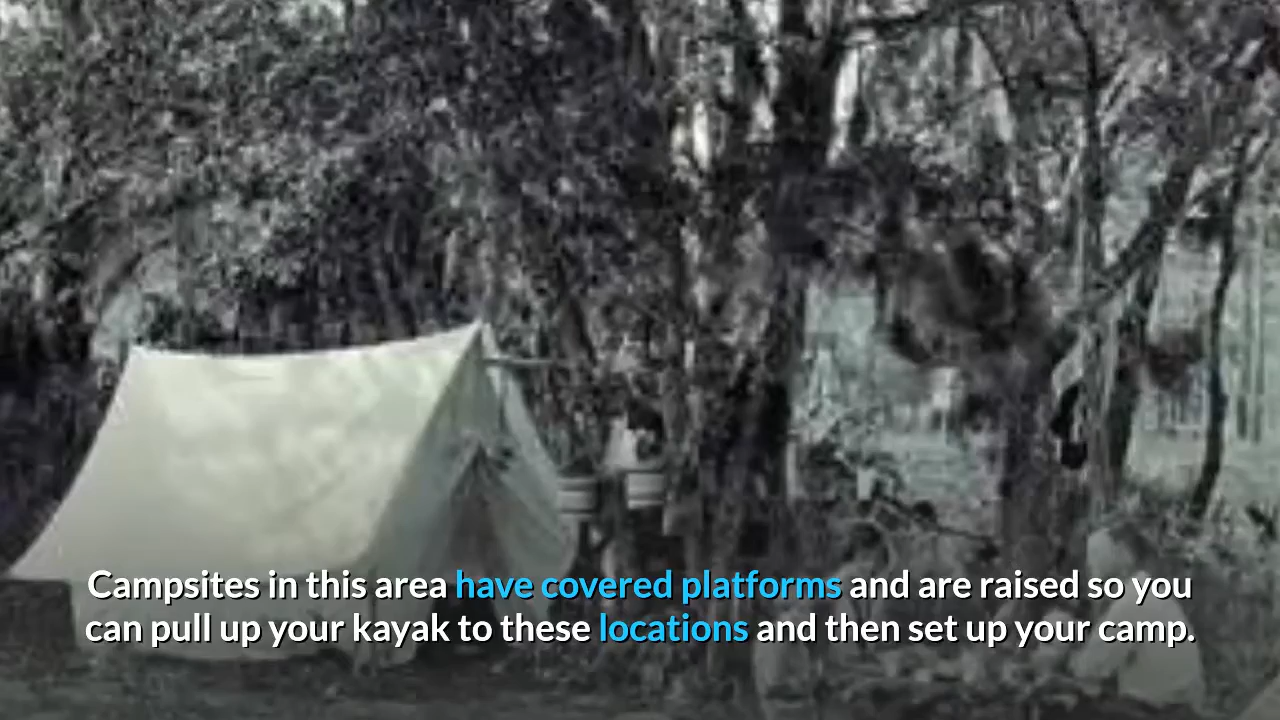 Campsites in this area have covered platforms and are raised so you
can pull up your kayak to these locations and then set up your camp.